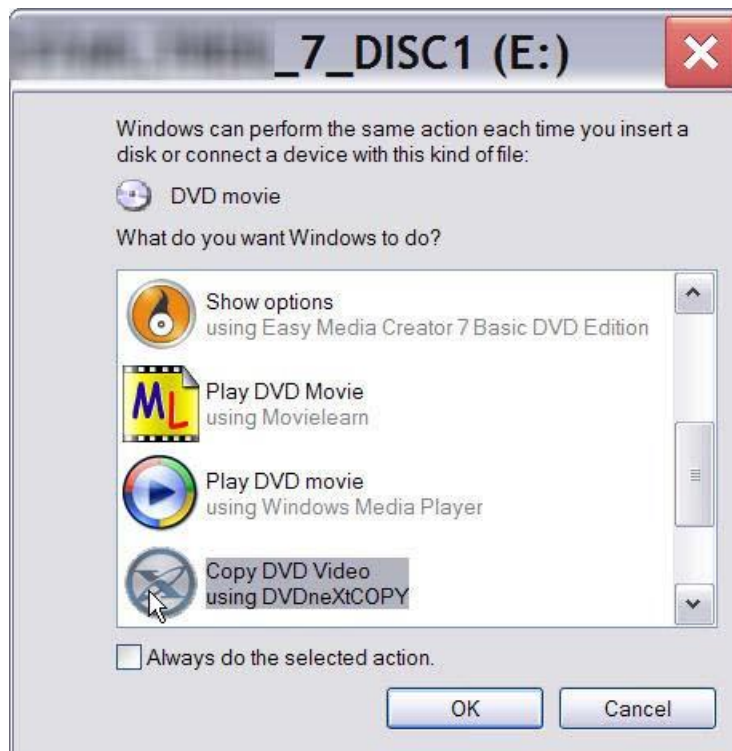 _7_DISC1 (E:)
Windows can perform the same action each time you insert a
disk or connect a device with this kind of file:
DVD movie
What do you want Windows to do?
Show options
using Easy Media Creator 7 Basic DVD Edition
ML
Play DVD Movie
using Movielearn
Play DVD movie
using Windows Media Player
Copy DVD Video
using DVDneXtCOPY
Always do the selected action.
OK
Cancel